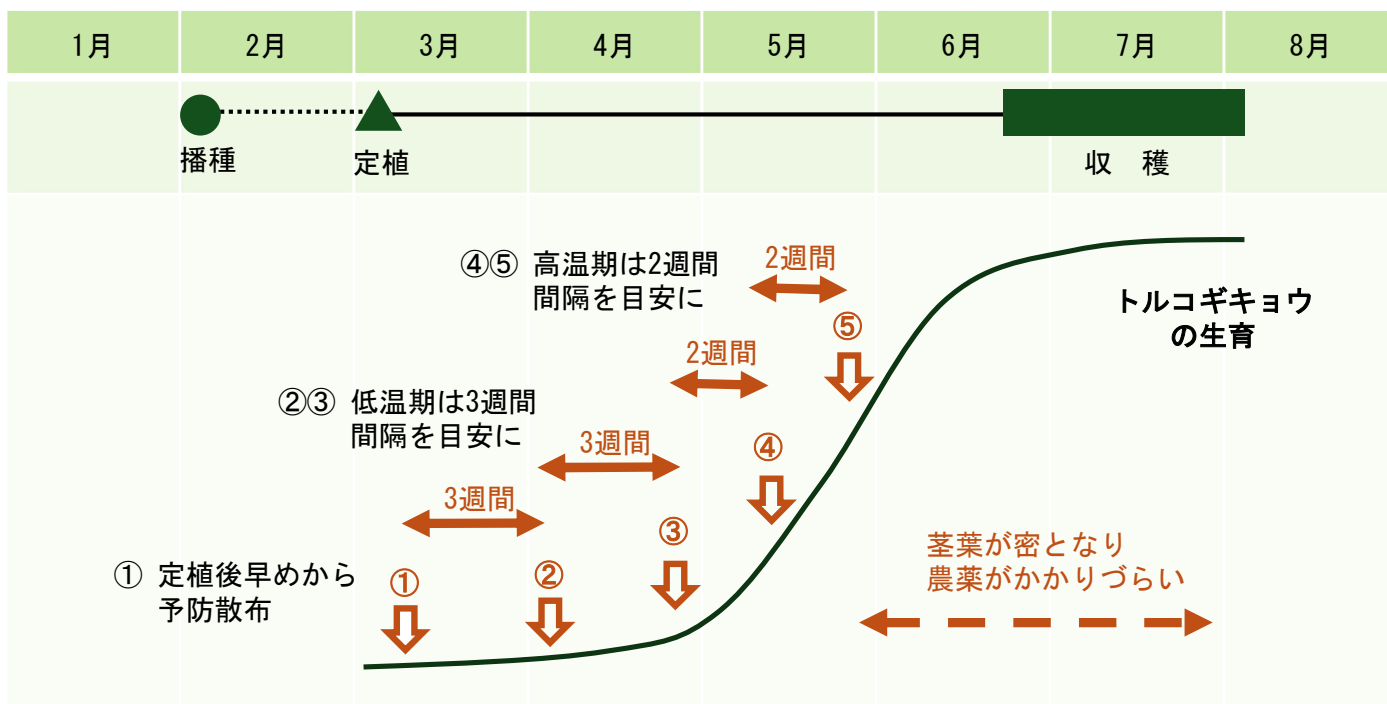 1月 2月 3月 4月 5月 6月 7月 8月
播種 定植 収　穫
④⑤ 高温期は2週間
間隔を目安に
2週間
トルコギキョウ
の生育
⑤
2週間
②③ 低温期は3週間
間隔を目安に
3週間
④
3週間
③
茎葉が密となり
農薬がかかりづらい
① 定植後早めから
予防散布
①
②